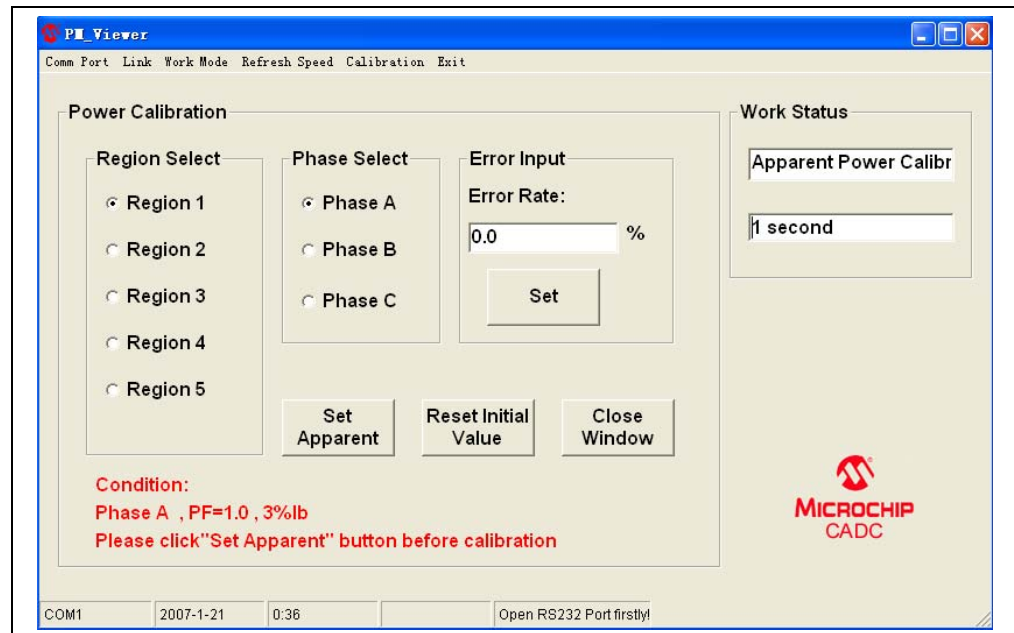 PM_Viewer
Comm Port Link Work Mode Refresh Speed Calibration Exit
Power Calibration
Region Select
Region 1
Region 2
Region 3
Region 4
Region 5
Phase Select
Phase A
Phase B
Phase C
Error Input
Error Rate:
0.0 %
Set
Set
Apparent
Reset Initial
Value
Close
Window
Condition:
Phase A , PF=1.0 , 3%Ib
Please click"Set Apparent" button before calibration
Work Status
Apparent Power Calibr
1 second
MICROCHIP
CADC
COM1 2007-1-21 0:36 Open RS232 Port firstly!